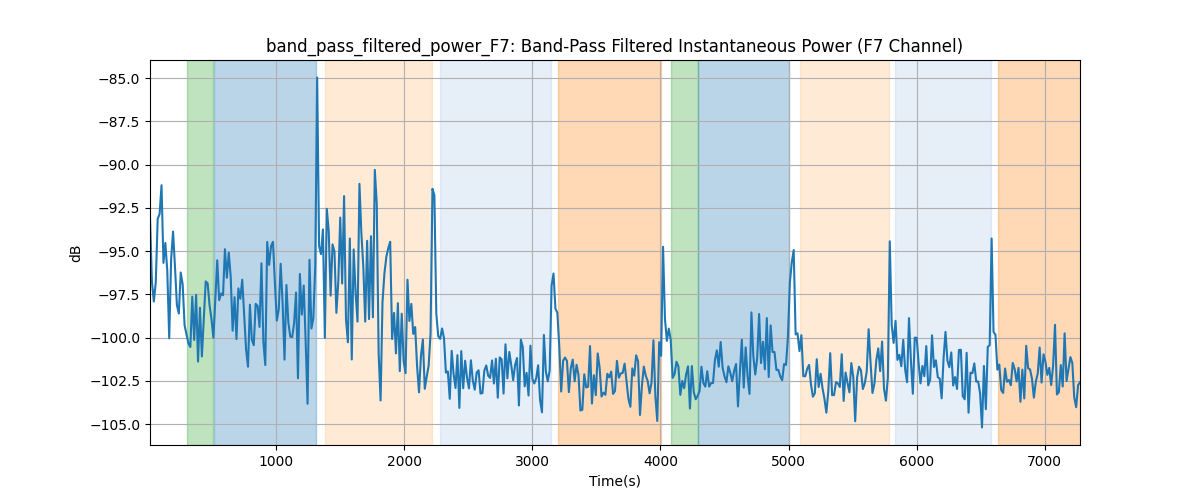 band_pass_filtered_power_F7: Band-Pass Filtered Instantaneous Power (F7 Channel)
−85.0
−87.5
−90.0
−92.5
−95.0
−97.5
−100.0
−102.5
−105.0
dB
1000 2000 3000 4000 5000 6000 7000
Time(s)